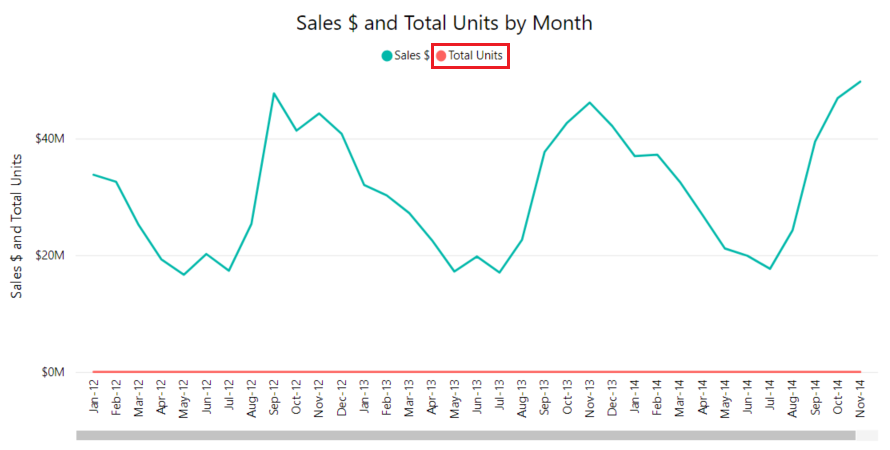 Sales $ and Total Units by Month
Sales $ Total Units
Sales $ and Total Units
$40M
$20M
$0M
Jan-12
Feb-12
Mar-12
Apr-12
May-12
Jun-12
Jul-12
Aug-12
Sep-12
Oct-12
Nov-12
Dec-12
Jan-13
Feb-13
Mar-13
Apr-13
May-13
Jun-13
Jul-13
Aug-13
Sep-13
Oct-13
Nov-13
Dec-13
Jan-14
Feb-14
Mar-14
Apr-14
May-14
Jun-14
Jul-14
Aug-14
Sep-14
Oct-14
Nov-14